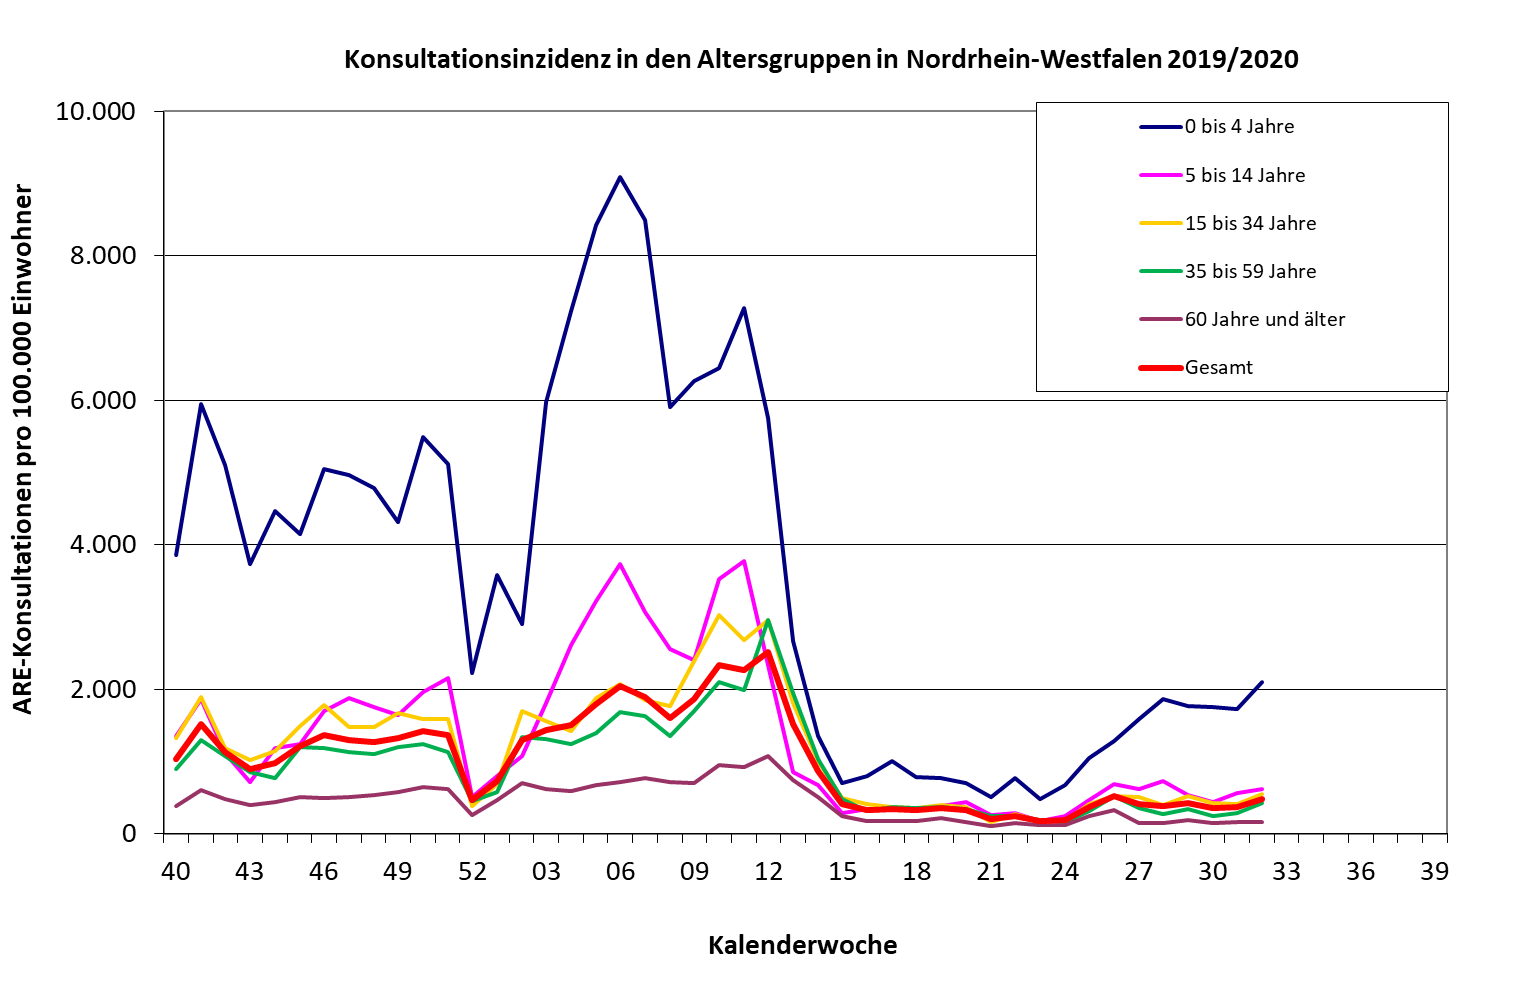 Konsultationsinzidenz in den Altersgruppen in Nordrhein-Westfalen 2019/2020
ARE-Konsultationen pro 100.000 Einwohner
10.000
8.000
6.000
4.000
2.000
0
0 bis 4 Jahre
5 bis 14 Jahre
15 bis 34 Jahre
35 bis 59 Jahre
60 Jahre und älter
Gesamt
40 43 46 49 52 03 06 09 12 15 18 21 24 27 30 33 36 39
Kalenderwoche